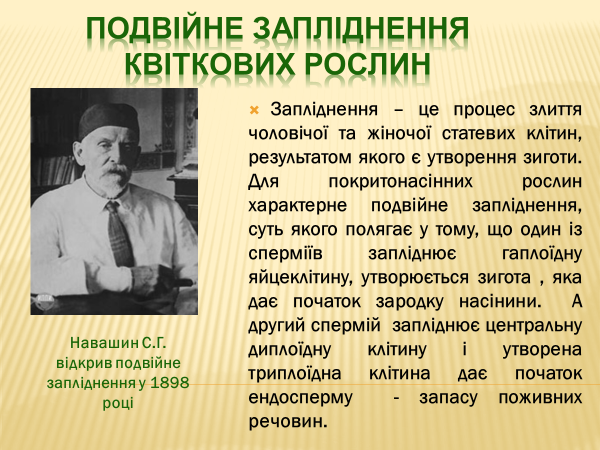 ПОДВІЙНЕ ЗАПЛІДНЕННЯ
КВІТКОВИХ РОСЛИН
Запліднення – це процес злиття
чоловічої та жіночої статевих клітин,
результатом якого є утворення зиготи.
Для покритонасінних рослин
характерне подвійне запліднення,
суть якого полягає у тому, що один із
сперміїв запліднює гаплоїдну
яйцеклітину, утворюється зигота , яка
дає початок зародку насінини. А
другий спермій запліднює центральну
диплоїдну клітину і утворена
триплоїдна клітина дає початок
ендосперму - запасу поживних
речовин.
Навашин С.Г.
відкрив подвійне
запліднення у 1898
році